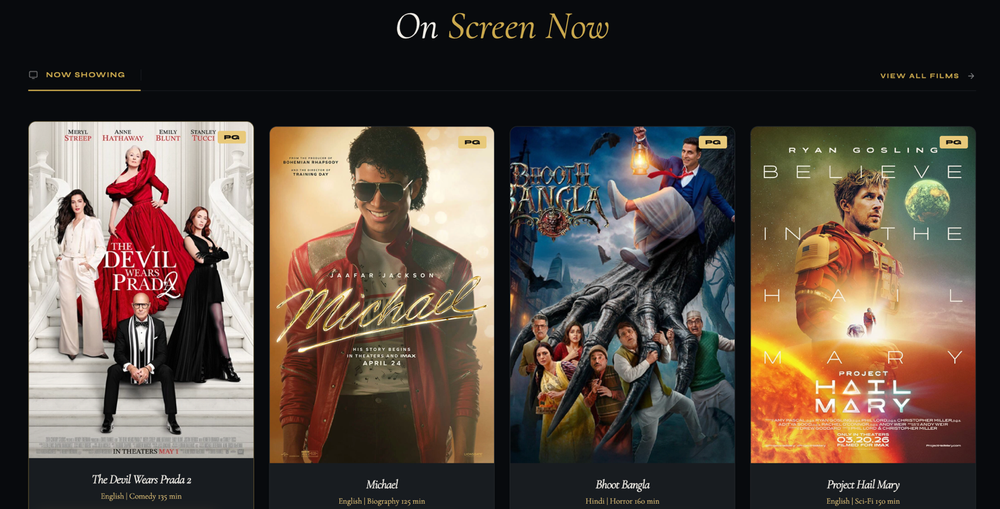 On Screen Now
NOW SHOWING
VIEW ALL FILMS
MERYL STREEP
ANNE HATHAWAY
EMILY BLUNT
STANLEY TUCCI
PG
THE
DEVIL
WEARS
PRADA 2
IN THEATERS MAY 1
The Devil Wears Prada 2
English | Comedy 135 min
PG
FROM THE PRODUCER OF
BOHEMIAN RHAPSODY
AND THE DIRECTOR OF
TRAINING DAY
JAAFAR JACKSON
Michael
HIS STORY BEGINS
IN THEATERS AND IMAX
APRIL 24
LIONSGATE
Michael
English | Biography 125 min
PG
BHOOTH
BANGLA
Bhoot Bangla
Hindi | Horror 160 min
PG
RYAN GOSLING
BELIEVE
IN THE
HAIL
MARY
PROJECT
HAIL
MARY
ONLY IN THEATERS
03.20.26
FILMED FOR IMAX
ProjectHailMary.com
Project Hail Mary
English | Sci-Fi 150 min